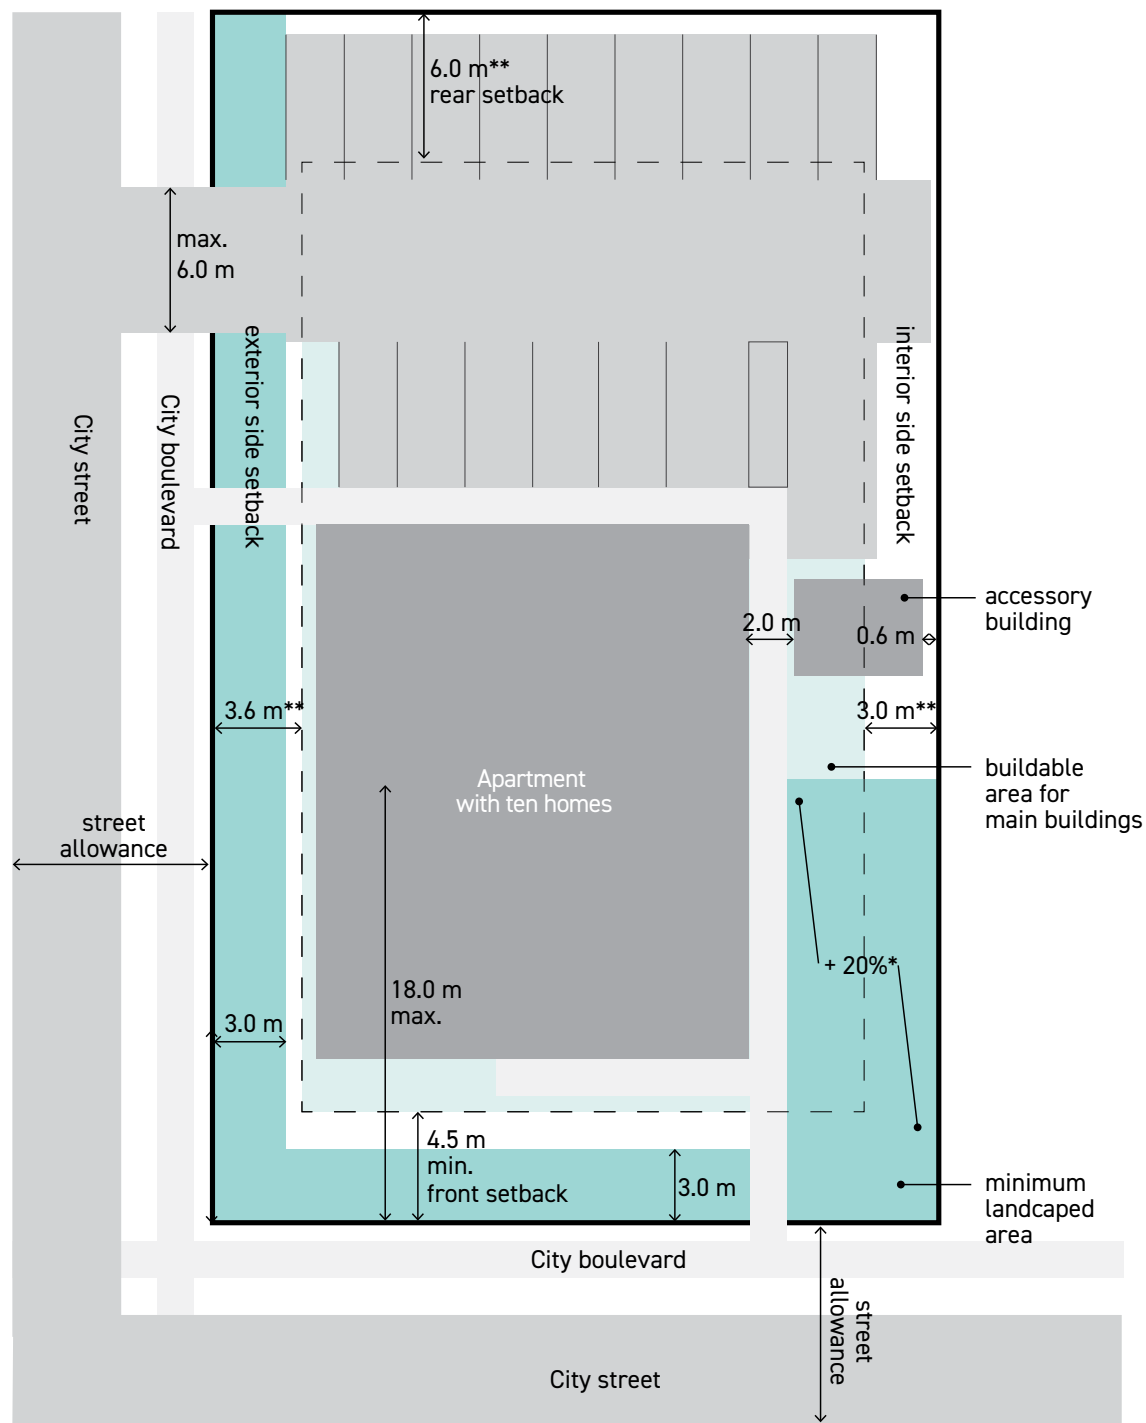 6.0 m**
rear setback
max.
6.0 m
exterior side setback
interior side setback
City street
City boulevard
accessory
building
2.0 m
0.6 m
3.6 m**
3.0 m**
Apartment
with ten homes
buildable
area for
main buildings
street
allowance
+ 20%*
18.0 m
max.
3.0 m
4.5 m
min.
front setback
3.0 m
minimum
landcaped
area
City boulevard
street
allowance
City street